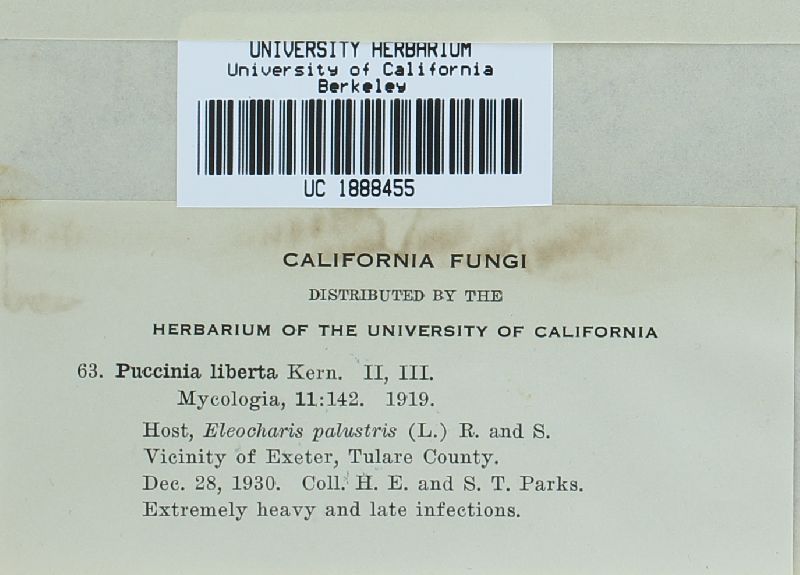 UNIVERSITY HERBARIUM
University of California
Berkeley
UC 1888455
CALIFORNIA FUNGI
DISTRIBUTED BY THE
HERBARIUM OF THE UNIVERSITY OF CALIFORNIA
63. Puccinia liberta Kern. II, III.
Mycologia, 11:142. 1919.
Host, Eleocharis palustris (L.) R. and S.
Vicinity of Exeter, Tulare County.
Dec. 28, 1930. Coll. H. E. and S. T. Parks.
Extremely heavy and late infections.